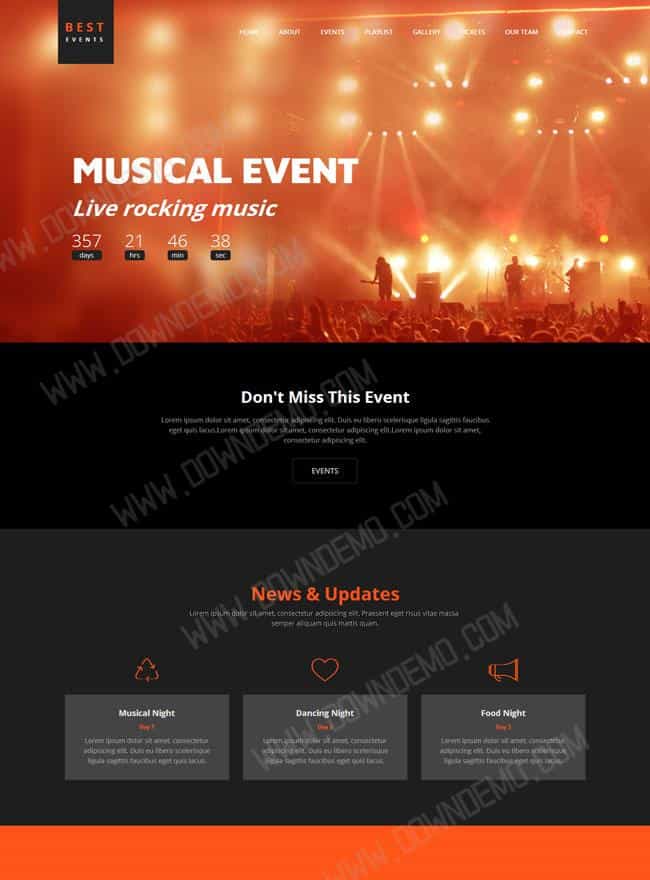 BEST
EVENTS
HOME ABOUT EVENTS PLAYLIST GALLERY TICKETS OUR TEAM CONTACT
MUSICAL EVENT
Live rocking music
357 21 46 38
days hrs min sec
Don't Miss This Event
Lorem ipsum dolor sit amet, consectetur adipiscing elit. Duis eu libero scelerisque ligula sagittis faucibus
eget quis lacus.Lorem ipsum dolor sit amet, consectetur adipiscing elit.Lorem ipsum dolor sit amet,
consectetur adipiscing elit.
EVENTS
News & Updates
Lorem ipsum dolor sit amet, consectetur adipiscing elit. Praesent eget risus vitae massa
semper aliquam quis mattis quam.
Musical Night
Day 1
Lorem ipsum dolor sit amet, consectetur
adipiscing elit. Duis eu libero scelerisque
ligula sagittis faucibus eget quis lacus.
Dancing Night
Day 2
Lorem ipsum dolor sit amet, consectetur
adipiscing elit. Duis eu libero scelerisque
ligula sagittis faucibus eget quis lacus.
Food Night
Day 3
Lorem ipsum dolor sit amet, consectetur
adipiscing elit. Duis eu libero scelerisque
ligula sagittis faucibus eget quis lacus.
WWW.DOWNDEMO.COM
WWW.DOWNDEMO.COM
WWW.DOWNDEMO.COM
WWW.DOWNDEMO.COM
WWW.DOWNDEMO.COM
WWW.DOWNDEMO.COM